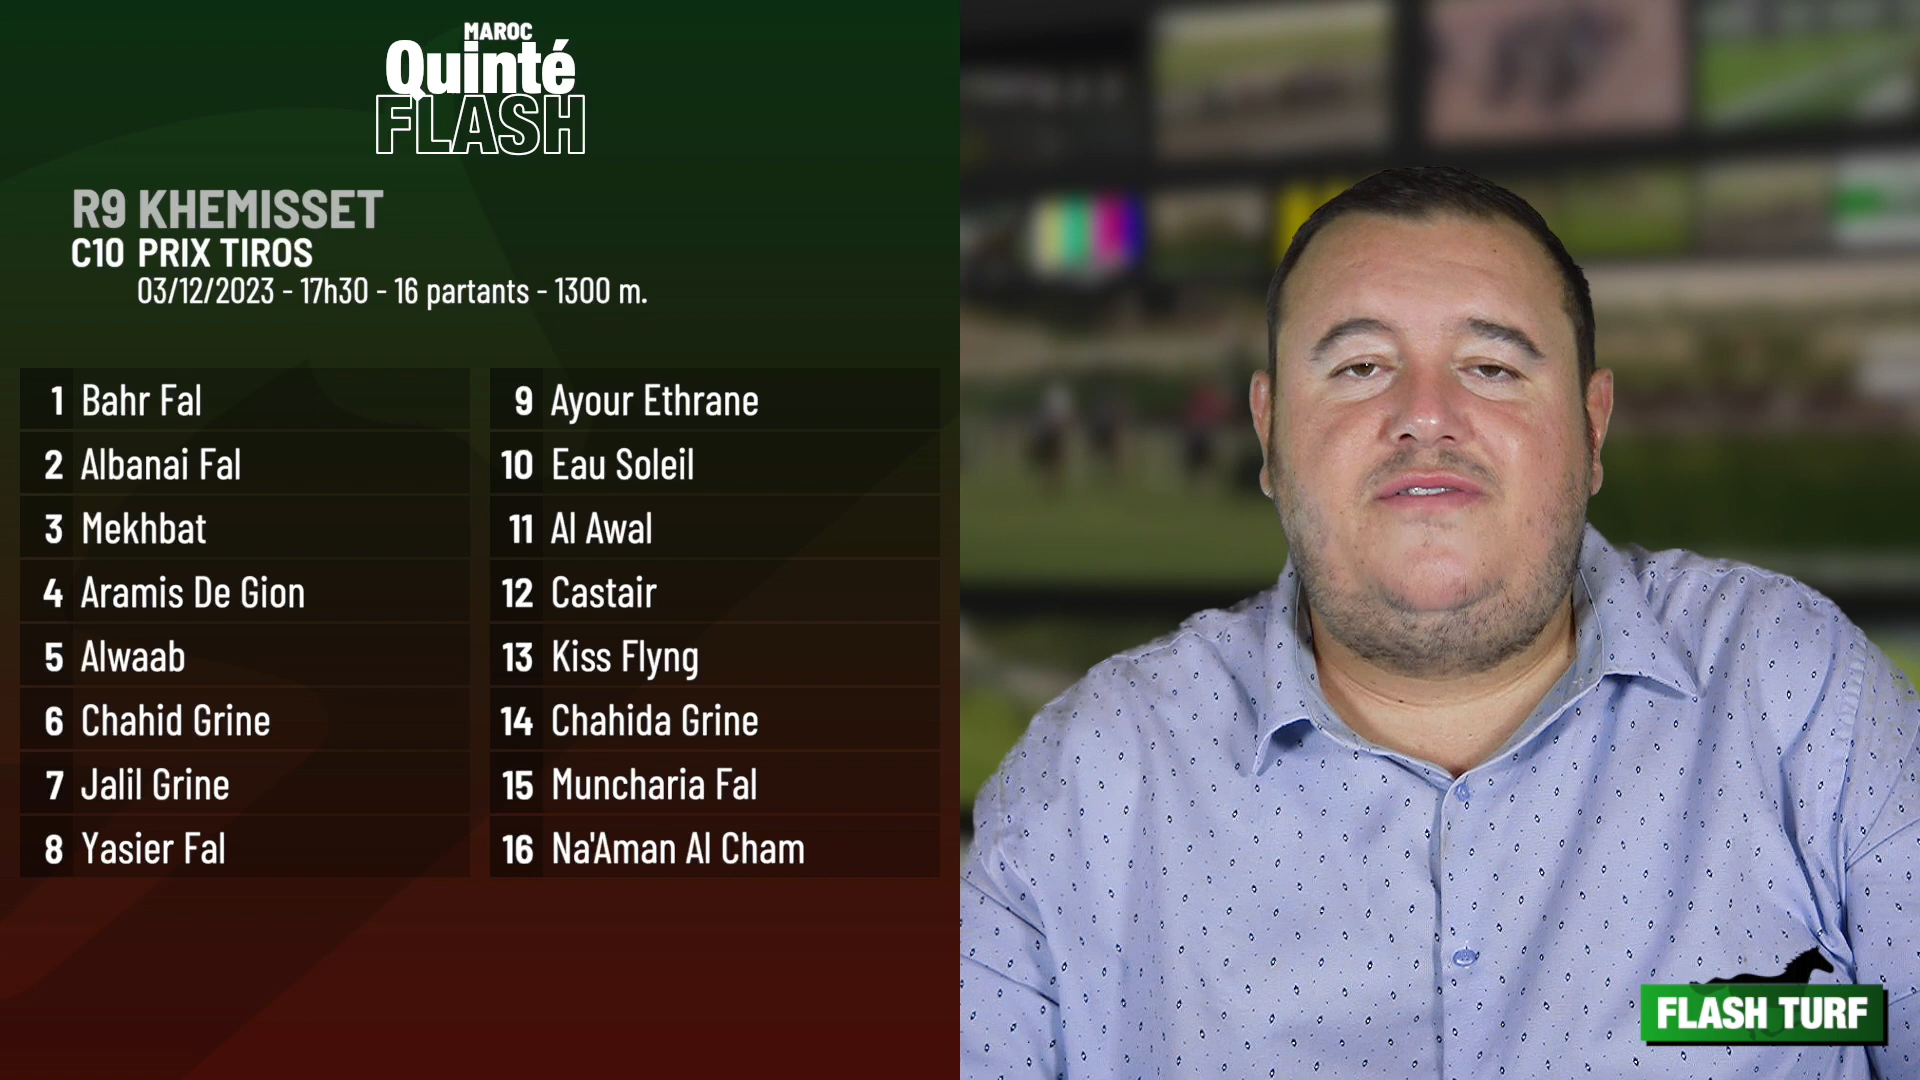 MAROC
Quinté
FLASH
R9 KHEMISSET
C10 PRIX TIROS
03/12/2023 - 17h30 - 16 partants - 1300 m.
1 Bahr Fal
2 Albanai Fal
3 Mekhbat
4 Aramis De Gion
5 Alwaab
6 Chahid Grine
7 Jalil Grine
8 Yasier Fal
9 Ayour Ethrane
10 Eau Soleil
11 Al Awal
12 Castair
13 Kiss Flyng
14 Chahida Grine
15 Muncharia Fal
16 Na'Aman Al Cham
FLASH TURF